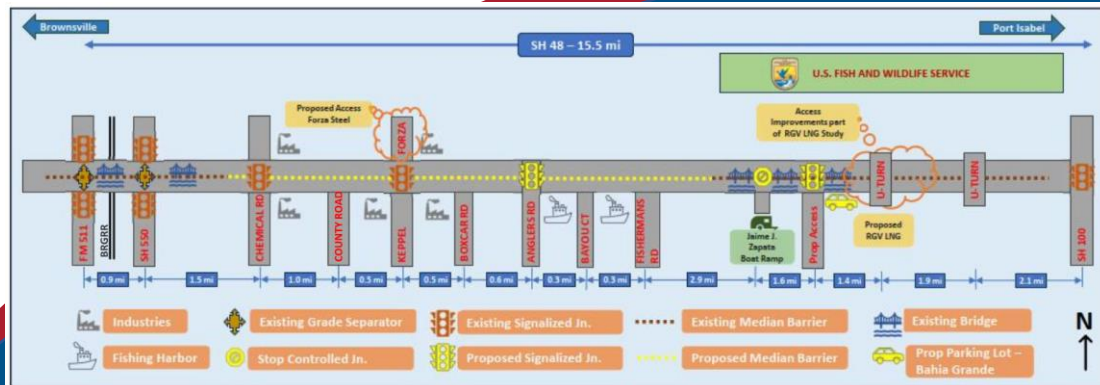 Brownsville
Port Isabel
SH 48 – 15.5 mi
U.S. FISH AND WILDLIFE SERVICE
Proposed Access
Forza Steel
FORZA
Access
Improvements part
of RGV LNG Study
FM 511
BRGRR
SH 550
CHEMICAL RD
COUNTY ROAD
KEPPEL
BOXCAR RD
ANGLERS RD
BAYOU CT
FISHERMANS
RD
Jaime J.
Zapata
Boat Ramp
Prop Access
U-TURN
Proposed
RGV LNG
U-TURN
SH 100
0.9 mi
1.5 mi
1.0 mi
0.5 mi
0.5 mi
0.6 mi
0.3 mi
0.3 mi
2.9 mi
1.6 mi
1.4 mi
1.9 mi
2.1 mi
Industries
Existing Grade Separator
Existing Signalized Jn.
Existing Median Barrier
Existing Bridge
Fishing Harbor
Stop Controlled Jn.
Proposed Signalized Jn.
Proposed Median Barrier
Prop Parking Lot –
Bahia Grande
N